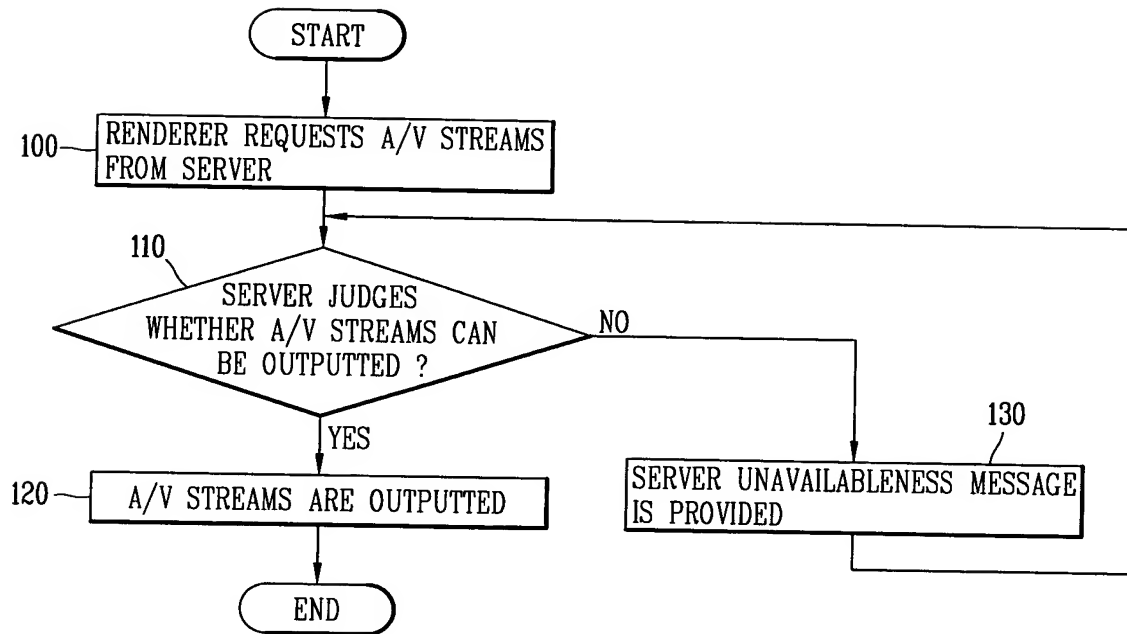 START
100
RENDERER REQUESTS A/V STREAMS
FROM SERVER
110
SERVER JUDGES
WHETHER A/V STREAMS CAN
BE OUTPUTTED ?
NO
YES
130
SERVER UNAVAILABLENESS MESSAGE
IS PROVIDED
120
A/V STREAMS ARE OUTPUTTED
END